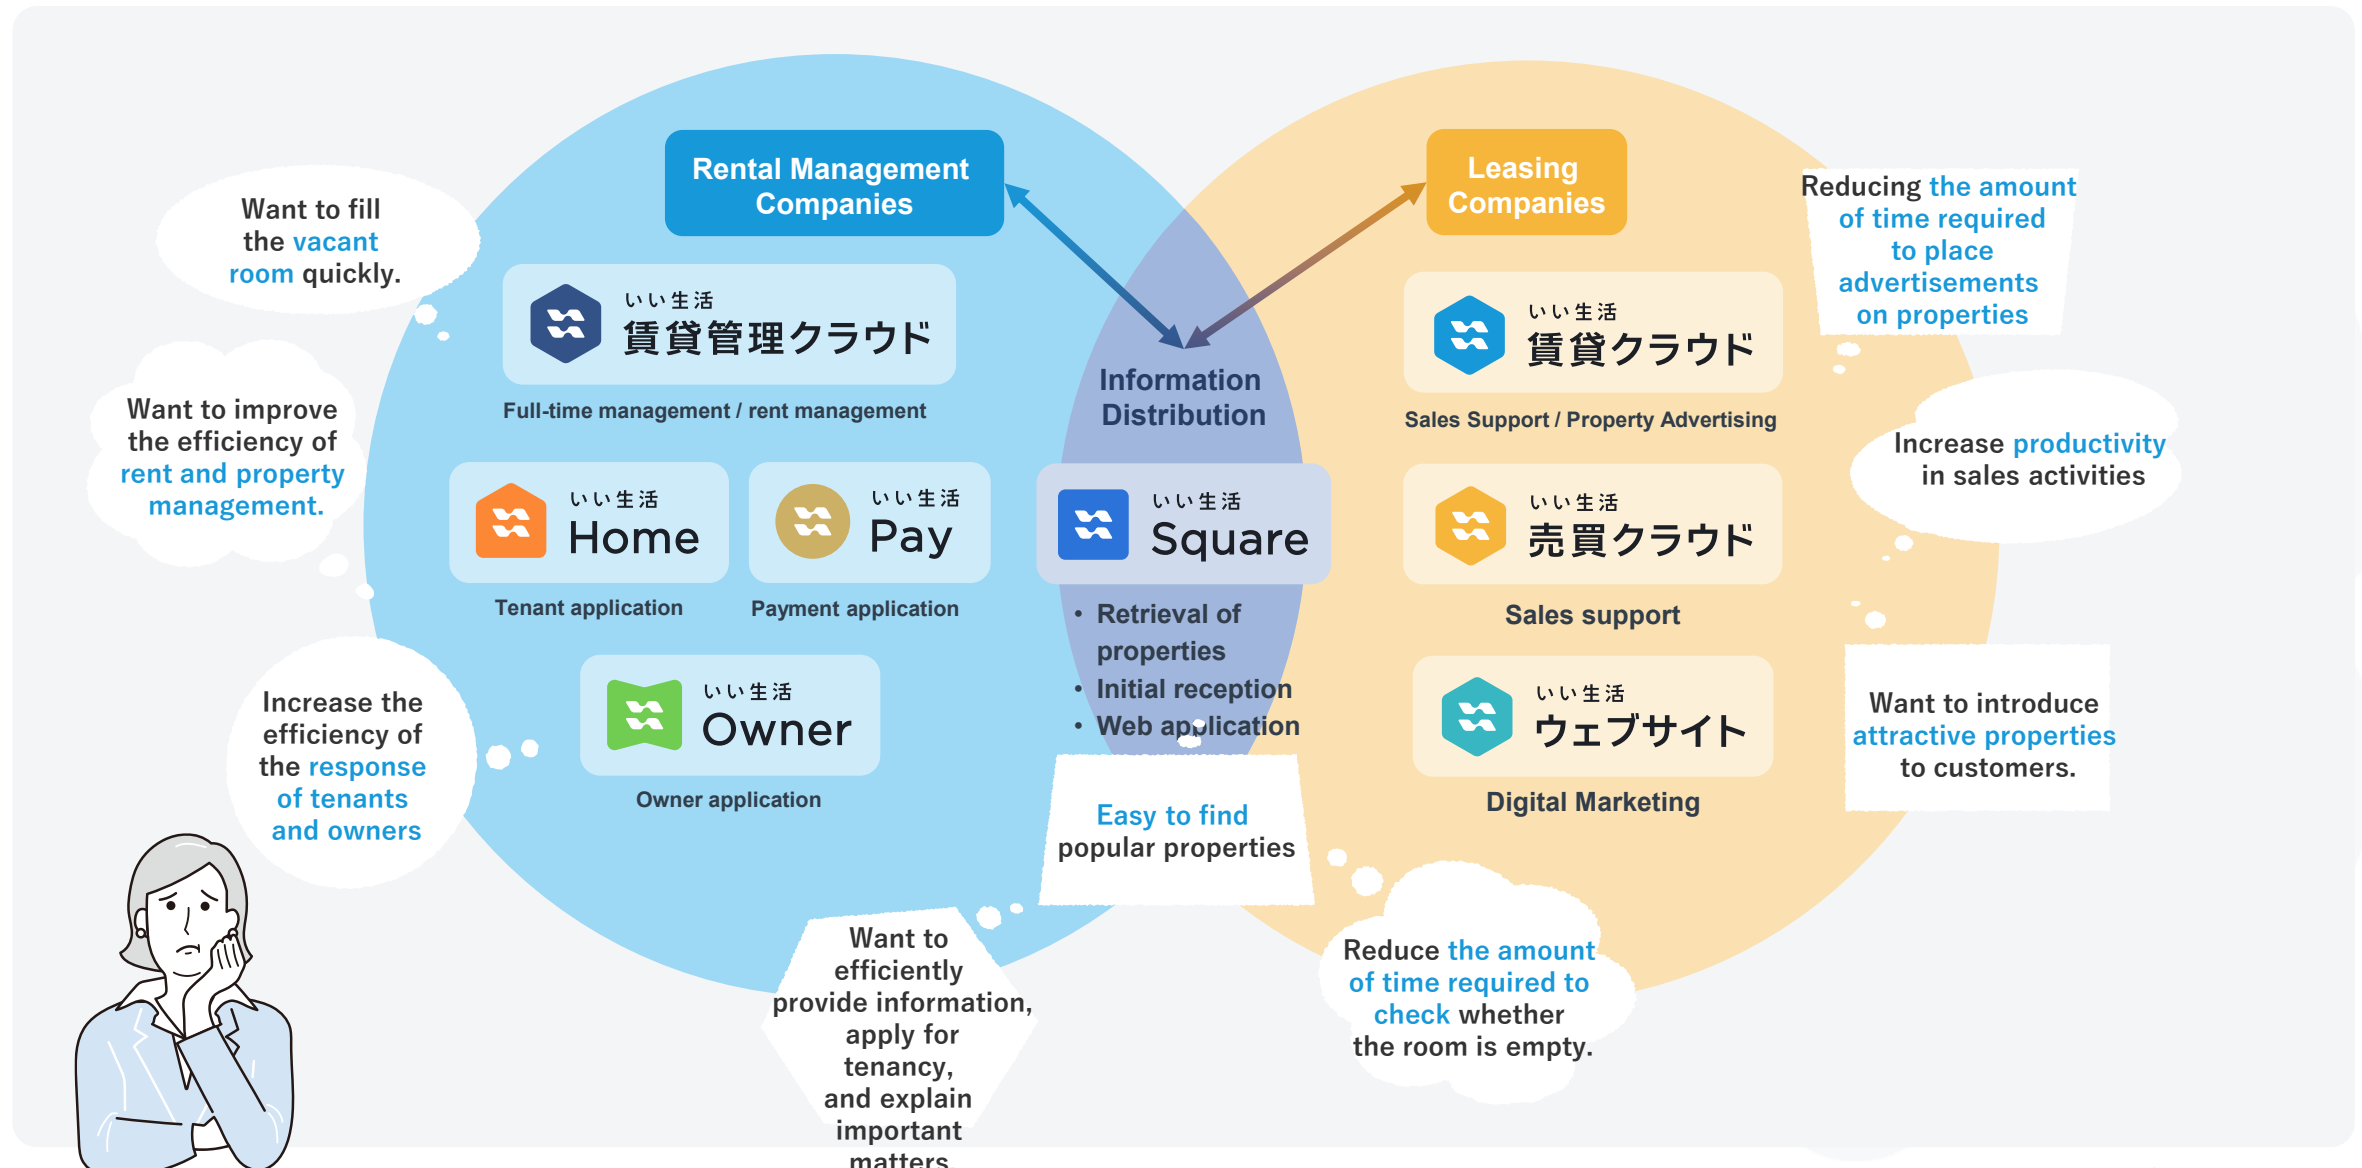 Rental Management
Companies
Leasing
Companies
Want to fill
the vacant
room quickly.
Want to improve
the efficiency of
rent and property
management.
Increase the
efficiency of
the response
of tenants
and owners
いい生活
賃貸管理クラウド
Full-time management / rent management
いい生活
Home
Tenant application
いい生活
Pay
Payment application
いい生活
Owner
Owner application
Information
Distribution
いい生活
Square
• Retrieval of
properties
• Initial reception
• Web application
Easy to find
popular properties
Want to
efficiently
provide information,
apply for
tenancy,
and explain
important
matters.
いい生活
賃貸クラウド
Sales Support / Property Advertising
いい生活
売買クラウド
Sales support
いい生活
ウェブサイト
Digital Marketing
Reducing the amount
of time required
to place
advertisements
on properties
Increase productivity
in sales activities
Want to introduce
attractive properties
to customers.
Reduce the amount
of time required to
check whether
the room is empty.